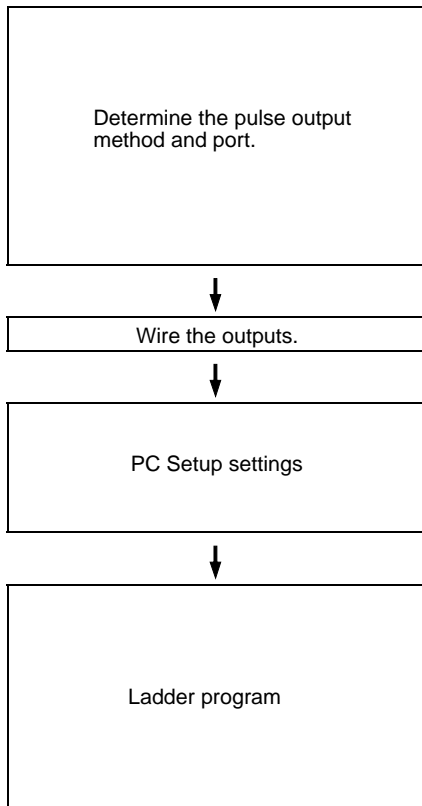 Determine the pulse output
method and port.
Wire the outputs.
PC Setup settings
Ladder program